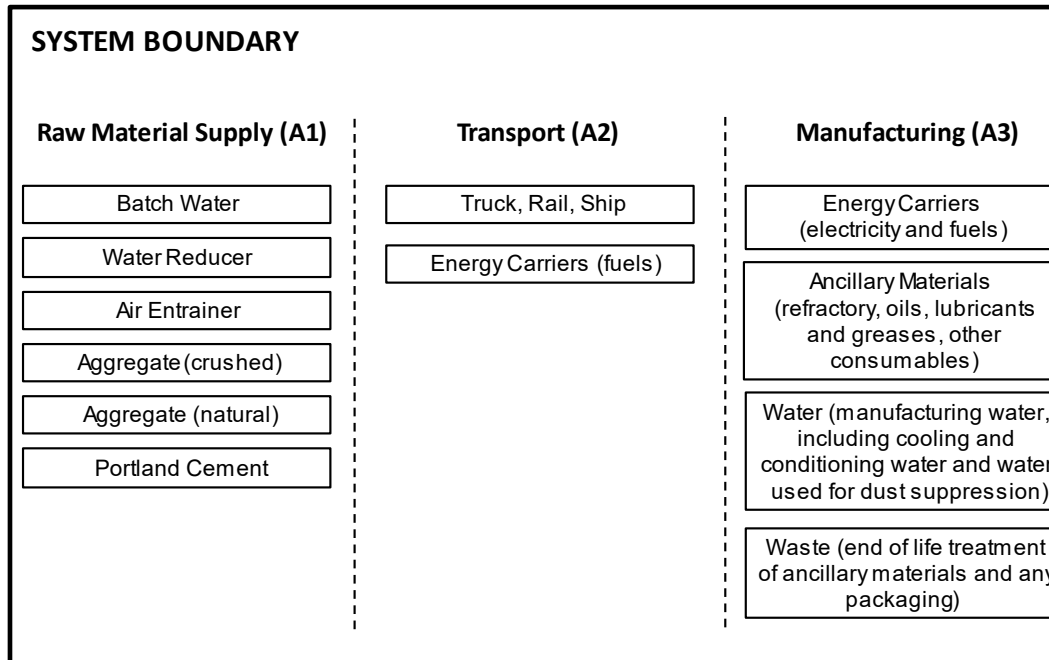 SYSTEM BOUNDARY
Raw Material Supply (A1)
Batch Water
Water Reducer
Air Entrainer
Aggregate (crushed)
Aggregate (natural)
Portland Cement
Transport (A2)
Truck, Rail, Ship
Energy Carriers (fuels)
Manufacturing (A3)
Energy Carriers
(electricity and fuels)
Ancillary Materials
(refractory, oils, lubricants
and greases, other
consumables)
Water (manufacturing water,
including cooling and
conditioning water and water
used for dust suppression)
Waste (end of life treatment
of ancillary materials and any
packaging)